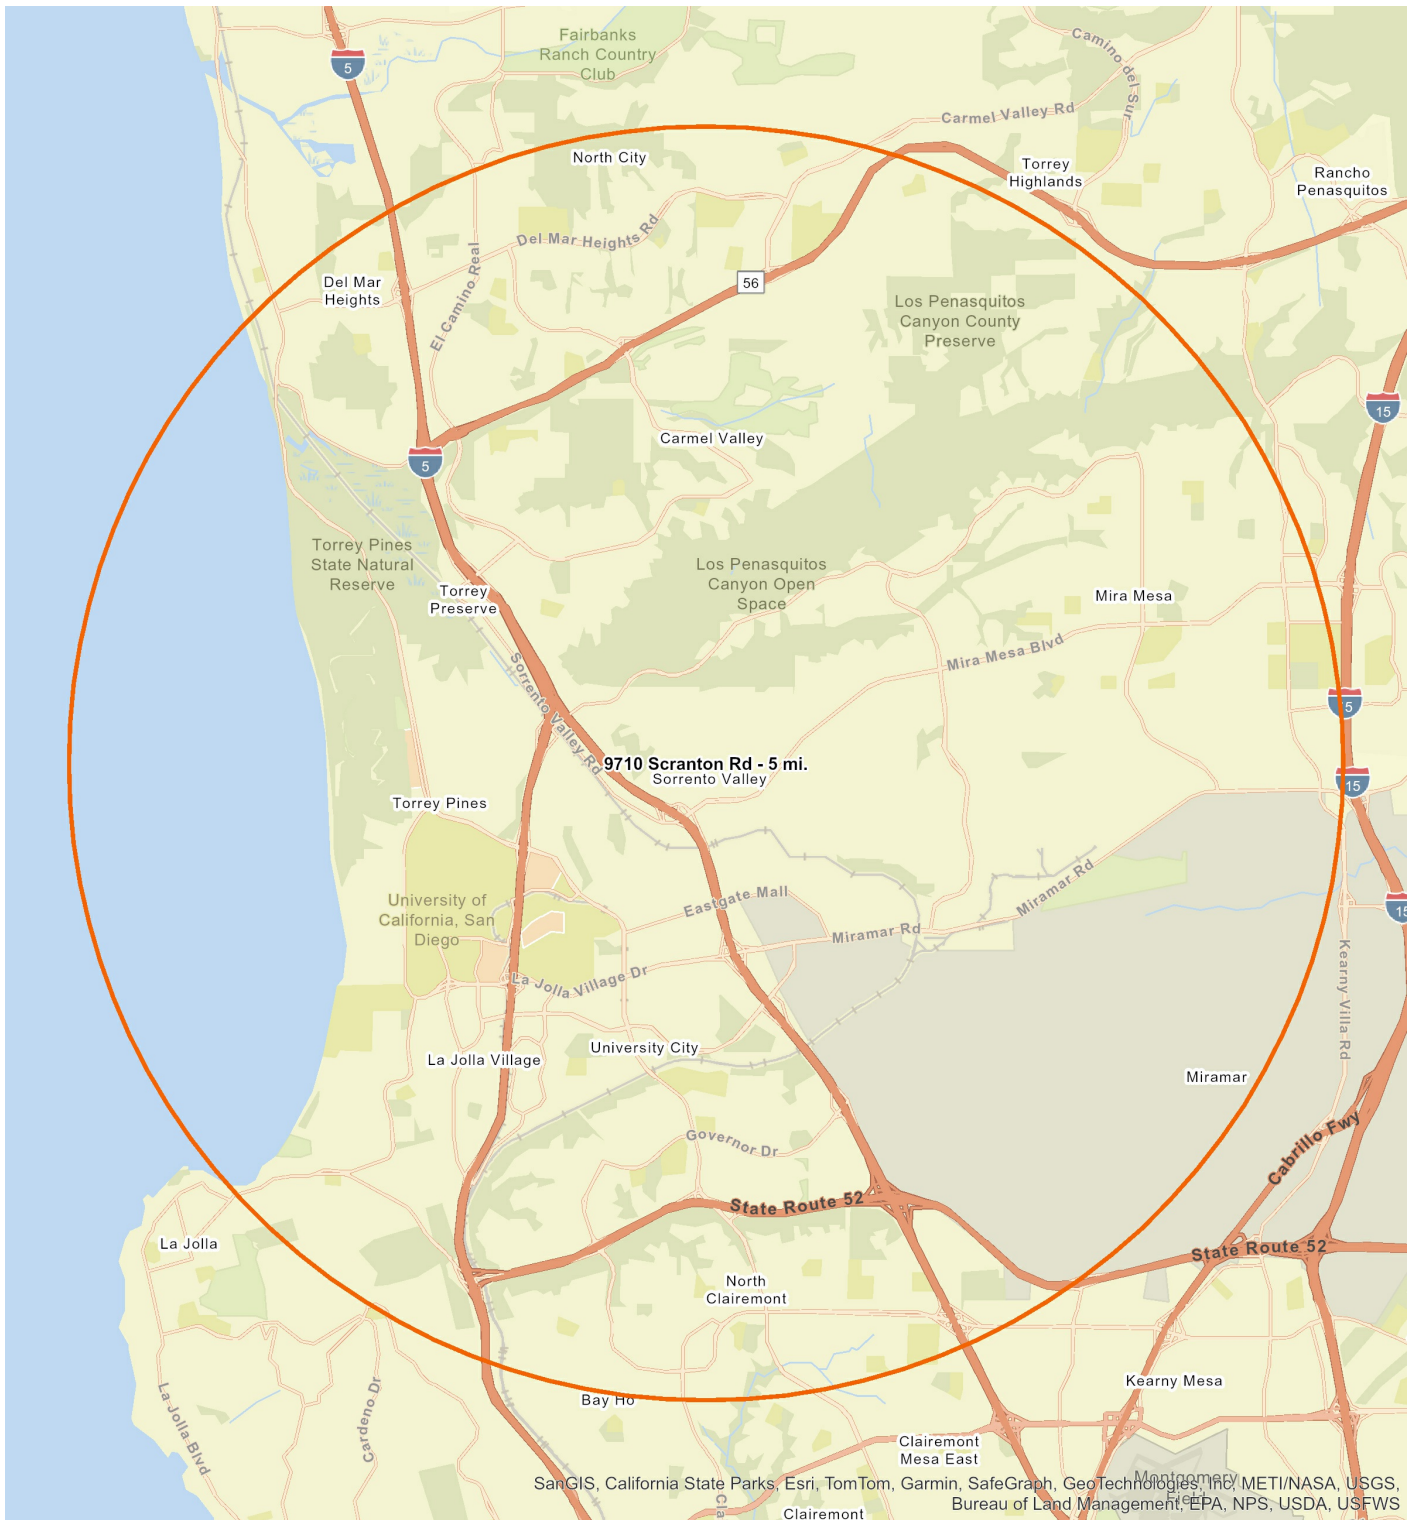 Fairbanks
Ranch Country
Club
Camino del Sur
5
Carmel Valley Rd
North City
Torrey
Highlands
Rancho
Penasquitos
Del Mar Heights Rd
El Camino Real
Del Mar
Heights
56
Los Penasquitos
Canyon County
Preserve
15
Carmel Valley
5
Torrey Pines
State Natural
Reserve
Los Penasquitos
Canyon Open
Space
Torrey
Preserve
Mira Mesa
Mira Mesa Blvd
Sorrento Valley Rd
15
9710 Scranton Rd - 5 mi.
Sorrento Valley
15
Torrey Pines
University of
California, San
Diego
Eastgate Mall
Miramar Rd
Miramar Rd
15
La Jolla Village Dr
Kearny Villa Rd
La Jolla Village
University City
Miramar
Governor Dr
Cabrillo Fwy
State Route 52
La Jolla
State Route 52
North
Clairemont
La Jolla Blvd
Cardeno Dr
Bay Ho
Kearny Mesa
Clairemont
Mesa East
Montgomery
Field
Cla
Clairemont
SanGIS, California State Parks, Esri, TomTom, Garmin, SafeGraph, GeoTechnologies, Inc, METI/NASA, USGS,
Bureau of Land Management, EPA, NPS, USDA, USFWS